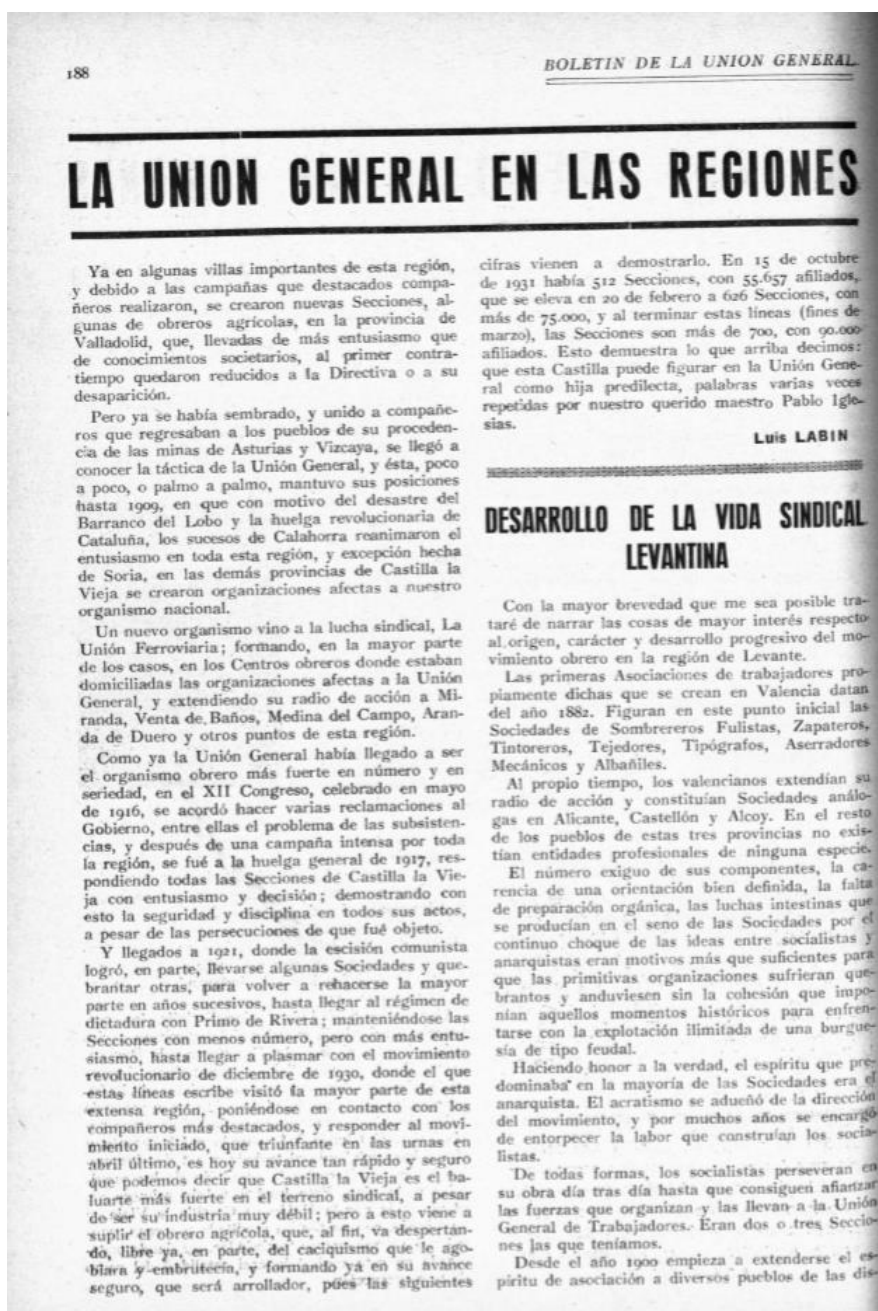 188
BOLETIN DE LA UNION GENERAL
LA UNION GENERAL EN LAS REGIONES
Ya en algunas villas importantes de esta región,
y debido a las campañas que destacados compa-
ñeros realizaron, se crearon nuevas Secciones, al-
gunas de obreros agrícolas, en la provincia de
Valladolid, que, llevadas de más entusiasmo que
de conocimientos societarios, al primer contra-
tiempo quedaron reducidos a la Directiva o a su
desaparición.
Pero ya se había sembrado, y unido a compañe-
ros que regresaban a los pueblos de su proceden-
cia de las minas de Asturias y Vizcaya, se llegó a
conocer la táctica de la Unión General, y ésta, poco
a poco, o palmo a palmo, mantuvo sus posiciones
hasta 1909, en que con motivo del desastre del
Barranco del Lobo y la huelga revolucionaria de
Cataluña, los sucesos de Calahorra reanimaron el
entusiasmo en toda esta región, y excepción hecha
de Soria, en las demás provincias de Castilla la
Vieja se crearon organizaciones afectas a nuestro
organismo nacional.
Un nuevo organismo vino a la lucha sindical, La
Unión Ferroviaria; formando, en la mayor parte
de los casos, en los Centros obreros donde estaban
domiciliadas las organizaciones afectas a la Unión
General, y extendiendo su radio de acción a Mi-
randa, Venta de Baños, Medina del Campo, Aran-
da de Duero y otros puntos de esta región.
Como ya la Unión General había llegado a ser
el organismo obrero más fuerte en número y en
seriedad, en el XII Congreso, celebrado en mayo
de 1916, se acordó hacer varias reclamaciones al
Gobierno, entre ellas el problema de las subsisten-
cias, y después de una campaña intensa por toda
la región, se fué a la huelga general de 1917, res-
pondiendo todas las Secciones de Castilla la Vie-
ja con entusiasmo y decisión; demostrando con
esto la seguridad y disciplina en todos sus actos,
a pesar de las persecuciones de que fué objeto.
Y llegados a 1921, donde la escisión comunista
logró, en parte, llevarse algunas Sociedades y que-
brantar otras, para volver a rehacerse la mayor
parte en años sucesivos, hasta llegar al régimen de
dictadura con Primo de Rivera; manteniéndose las
Secciones con menos número, pero con más entu-
siasmo, hasta llegar a plasmar con el movimiento
revolucionario de diciembre de 1930, donde el que
estas líneas escribe visitó la mayor parte de esta
extensa región, poniéndose en contacto con los
compañeros más destacados, y responder al movi-
miento iniciado, que triunfante en las urnas en
abril último, es hoy su avance tan rápido y seguro
que podemos decir que Castilla la Vieja es el ba-
luarte más fuerte en el terreno sindical, a pesar
de ser su industria muy débil; pero a esto viene a
suplir el obrero agrícola, que, al fin, va despertan-
do, libre ya, en parte, del caciquismo que le ago-
biara y embrutecía, y formando ya en su avance
seguro, que será arrollador, pues las siguientes
cifras vienen a demostrarlo. En 15 de octubre
de 1931 había 512 Secciones, con 55.657 afiliados,
que se eleva en 20 de febrero a 626 Secciones, con
más de 75.000, y al terminar estas líneas (fines de
marzo), las Secciones son más de 700, con 90.000
afiliados. Esto demuestra lo que arriba decimos:
que esta Castilla puede figurar en la Unión Gene-
ral como hija predilecta, palabras varias veces
repetidas por nuestro querido maestro Pablo Igle-
sias.
Luis LABIN
DESARROLLO DE LA VIDA SINDICAL
LEVANTINA
Con la mayor brevedad que me sea posible tra-
taré de narrar las cosas de mayor interés respecto
al origen, carácter y desarrollo progresivo del mo-
vimiento obrero en la región de Levante.
Las primeras Asociaciones de trabajadores pro-
piamente dichas que se crean en Valencia datan
del año 1882. Figuran en este punto inicial las
Sociedades de Sombrereros Fulistas, Zapateros,
Tintoreros, Tejedores, Tipógrafos, Aserradores
Mecánicos y Albañiles.
Al propio tiempo, los valencianos extendían su
radio de acción y constituían Sociedades análo-
gas en Alicante, Castellón y Alcoy. En el resto
de los pueblos de estas tres provincias no exis-
tían entidades profesionales de ninguna especie.
El número exiguo de sus componentes, la ca-
rencia de una orientación bien definida, la falta
de preparación orgánica, las luchas intestinas que
se producían en el seno de las Sociedades por el
continuo choque de las ideas entre socialistas y
anarquistas eran motivos más que suficientes para
que las primitivas organizaciones sufrieran que-
brantos y anduviesen sin la cohesión que impo-
nían aquellos momentos históricos para enfren-
tarse con la explotación ilimitada de una burgue-
sía de tipo feudal.
Haciendo honor a la verdad, el espíritu que pre-
dominaba en la mayoría de las Sociedades era el
anarquista. El acratismo se adueñó de la dirección
del movimiento, y por muchos años se encargó
de entorpecer la labor que construían los socia-
listas.
De todas formas, los socialistas perseveran en
su obra día tras día hasta que consiguen afianzar
las fuerzas que organizan y las llevan a la Unión
General de Trabajadores. Eran dos o tres Seccio-
nes las que teníamos.
Desde el año 1900 empieza a extenderse el es-
píritu de asociación a diversos pueblos de las dis-